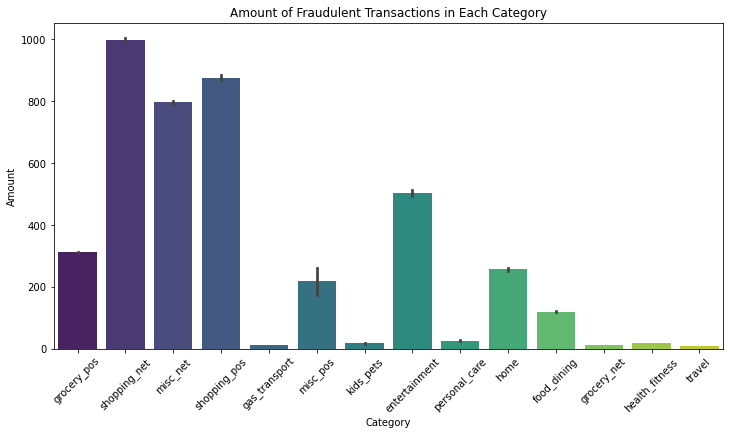 Amount of Fraudulent Transactions in Each Category
1000
800
600
400
200
0
Amount
grocery_pos
shopping_net
misc_net
shopping_pos
gas_transport
misc_pos
kids_pets
entertainment
personal_care
home
food_dining
grocery_net
health_fitness
travel
Category